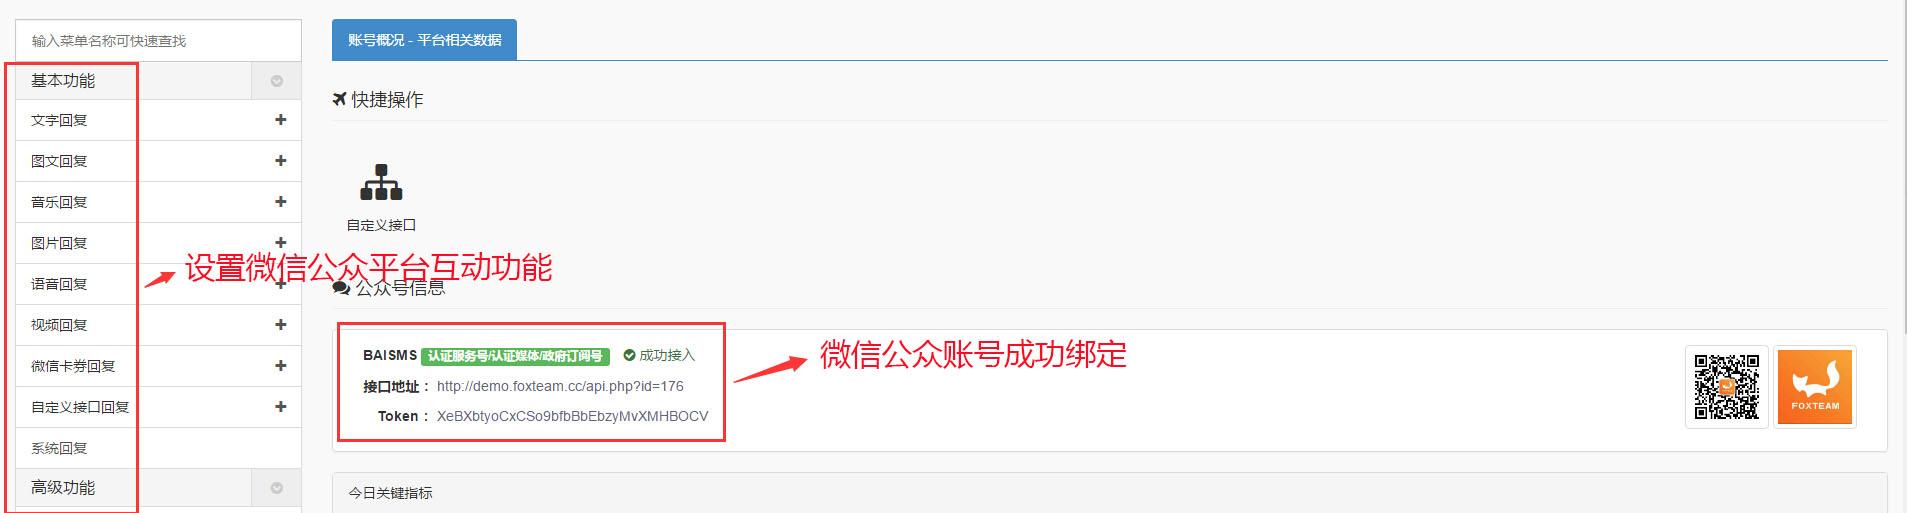 输入菜单名称可快速查找
基本功能
文字回复
图文回复
音乐回复
图片回复
语音回复
视频回复
微信卡券回复
自定义接口回复
系统回复
高级功能
设置微信公众平台互动功能
账号概况 - 平台相关数据
快捷操作
自定义接口
公众号信息
BAISMS 认证服务号/认证媒体/政府订阅号 成功接入
接口地址： http://demo.foxteam.cc/api.php?id=176
Token： XeBXbtyoCxCSo9bfbBbEbzyMvXMHBOCV
微信公众账号成功绑定
FOXTEAM
今日关键指标